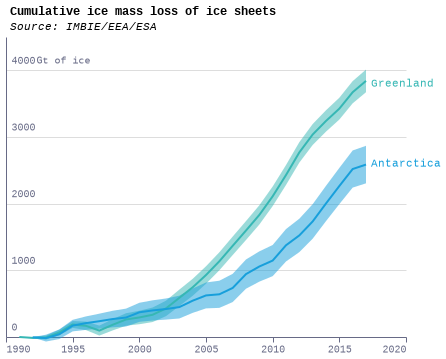 Cumulative ice mass loss of ice sheets
Source: IMBIE/EEA/ESA
4000Gt of ice
Greenland
3000
Antarctica
2000
1000
0
1990 1995 2000 2005 2010 2015 2020